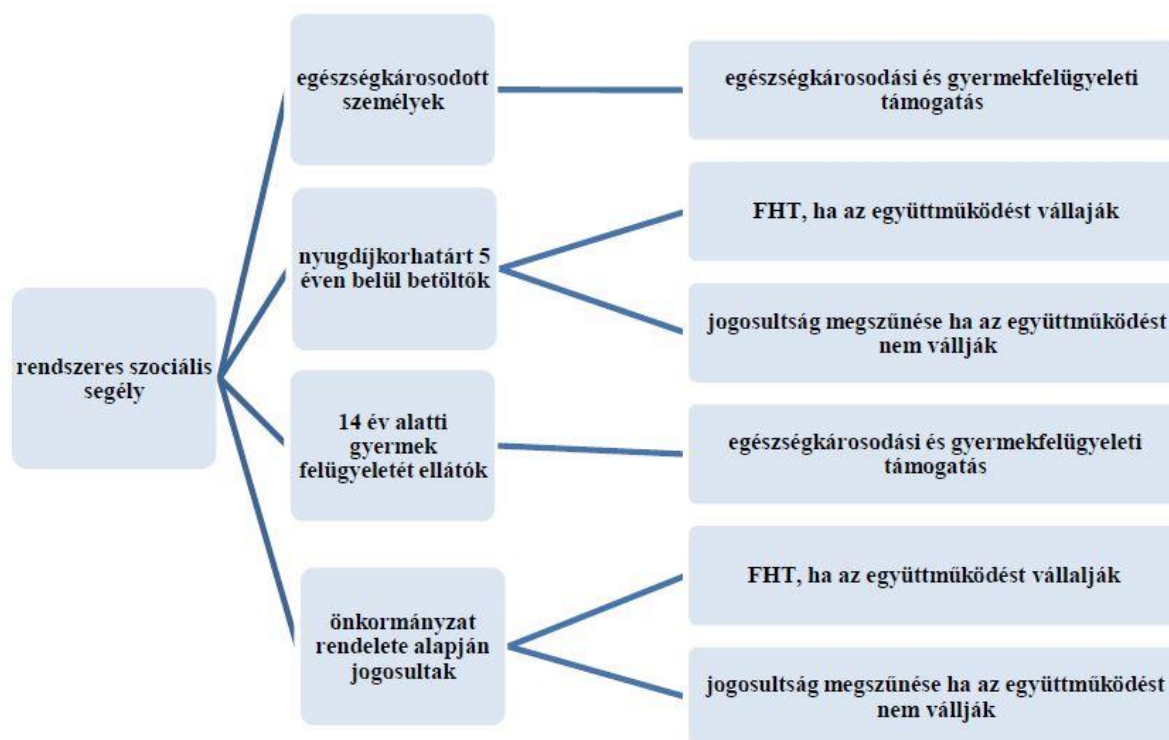 rendszeres szociális
segély
egészségkárosodott
személyek
egészségkárosodási és gyermekfelügyeleti
támogatás
nyugdíjkorhatárt 5
éven belül betöltők
FHT, ha az együttműködést vállaják
jogosultság megszűnése ha az együttműködést
nem vállják
14 év alatti
gyermek
felügyeletét ellátók
egészségkárosodási és gyermekfelügyeleti
támogatás
önkormányzat
rendelete alapján
jogosultak
FHT, ha az együttműködést vállalják
jogosultság megszűnése ha az együttműködést
nem vállják